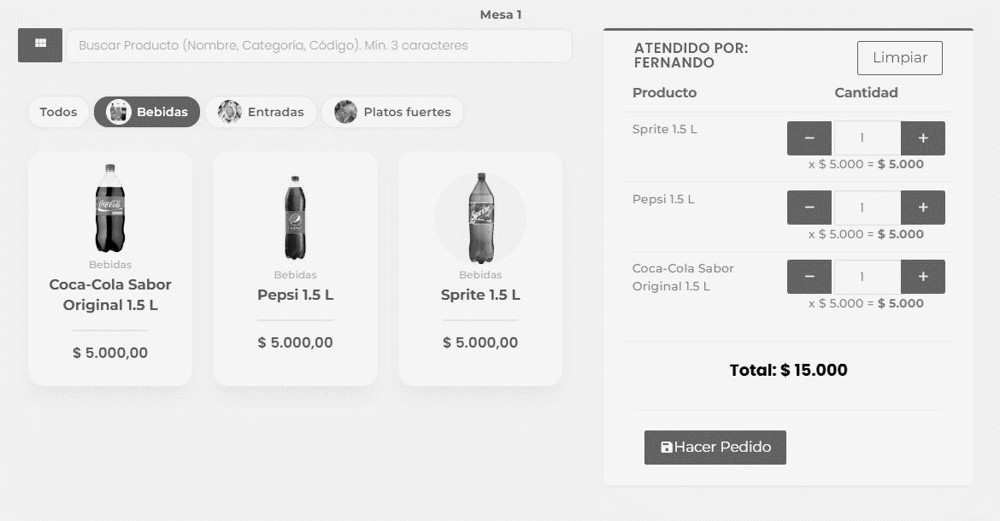 Mesa 1
Buscar Producto (Nombre, Categoría, Código). Mín. 3 caracteres
Todos
Bebidas
Entradas
Platos fuertes
Coca-Cola
Bebidas
Coca-Cola Sabor
Original 1.5 L
$ 5.000,00
Bebidas
Pepsi 1.5 L
$ 5.000,00
Sprite
Bebidas
Sprite 1.5 L
$ 5.000,00
ATENDIDO POR:
FERNANDO
Limpiar
Producto Cantidad
Sprite 1.5 L
− 1 +
x $ 5.000 = $ 5.000
Pepsi 1.5 L
− 1 +
x $ 5.000 = $ 5.000
Coca-Cola Sabor
Original 1.5 L
− 1 +
x $ 5.000 = $ 5.000
Total: $ 15.000
Hacer Pedido